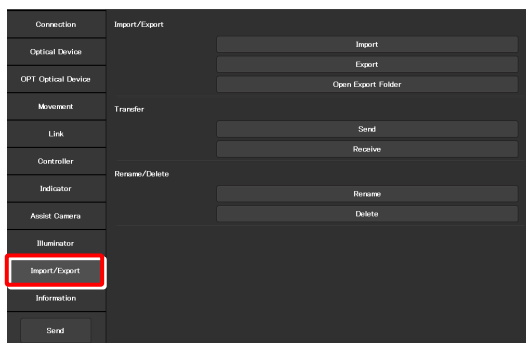 Connection
Optical Device
OPT Optical Device
Movement
Link
Controller
Indicator
Assist Camera
Illuminator
Import/Export
Information
Send
Import/Export
Import
Export
Open Export Folder
Transfer
Send
Receive
Rename/Delete
Rename
Delete